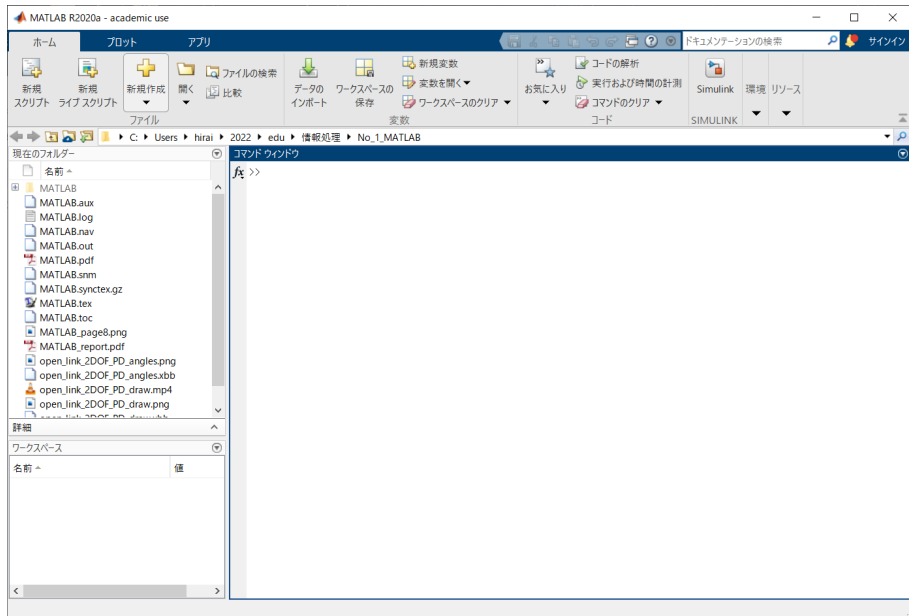 MATLAB R2020a - academic use
ホーム プロット アプリ ドキュメンテーションの検索 サインイン
新規 スクリプト
新規 ライブ スクリプト
新規作成
開く
ファイルの検索
比較
ファイル
データの インポート
ワークスペースの 保存
新規変数
変数を開く
ワークスペースのクリア
変数
お気に入り
コードの解析
実行および時間の計測
コマンドのクリア
コード
Simulink
SIMULINK
環境
リソース
C: Users hirai 2022 edu 情報処理 No_1_MATLAB
現在のフォルダー
名前
MATLAB
MATLAB.aux
MATLAB.log
MATLAB.nav
MATLAB.out
MATLAB.pdf
MATLAB.snm
MATLAB.synctex.gz
MATLAB.tex
MATLAB.toc
MATLAB_page8.png
MATLAB_report.pdf
open_link_2DOF_PD_angles.png
open_link_2DOF_PD_angles.xbb
open_link_2DOF_PD_draw.mp4
open_link_2DOF_PD_draw.png
詳細
ワークスペース
名前 値
コマンド ウィンドウ
fx >>